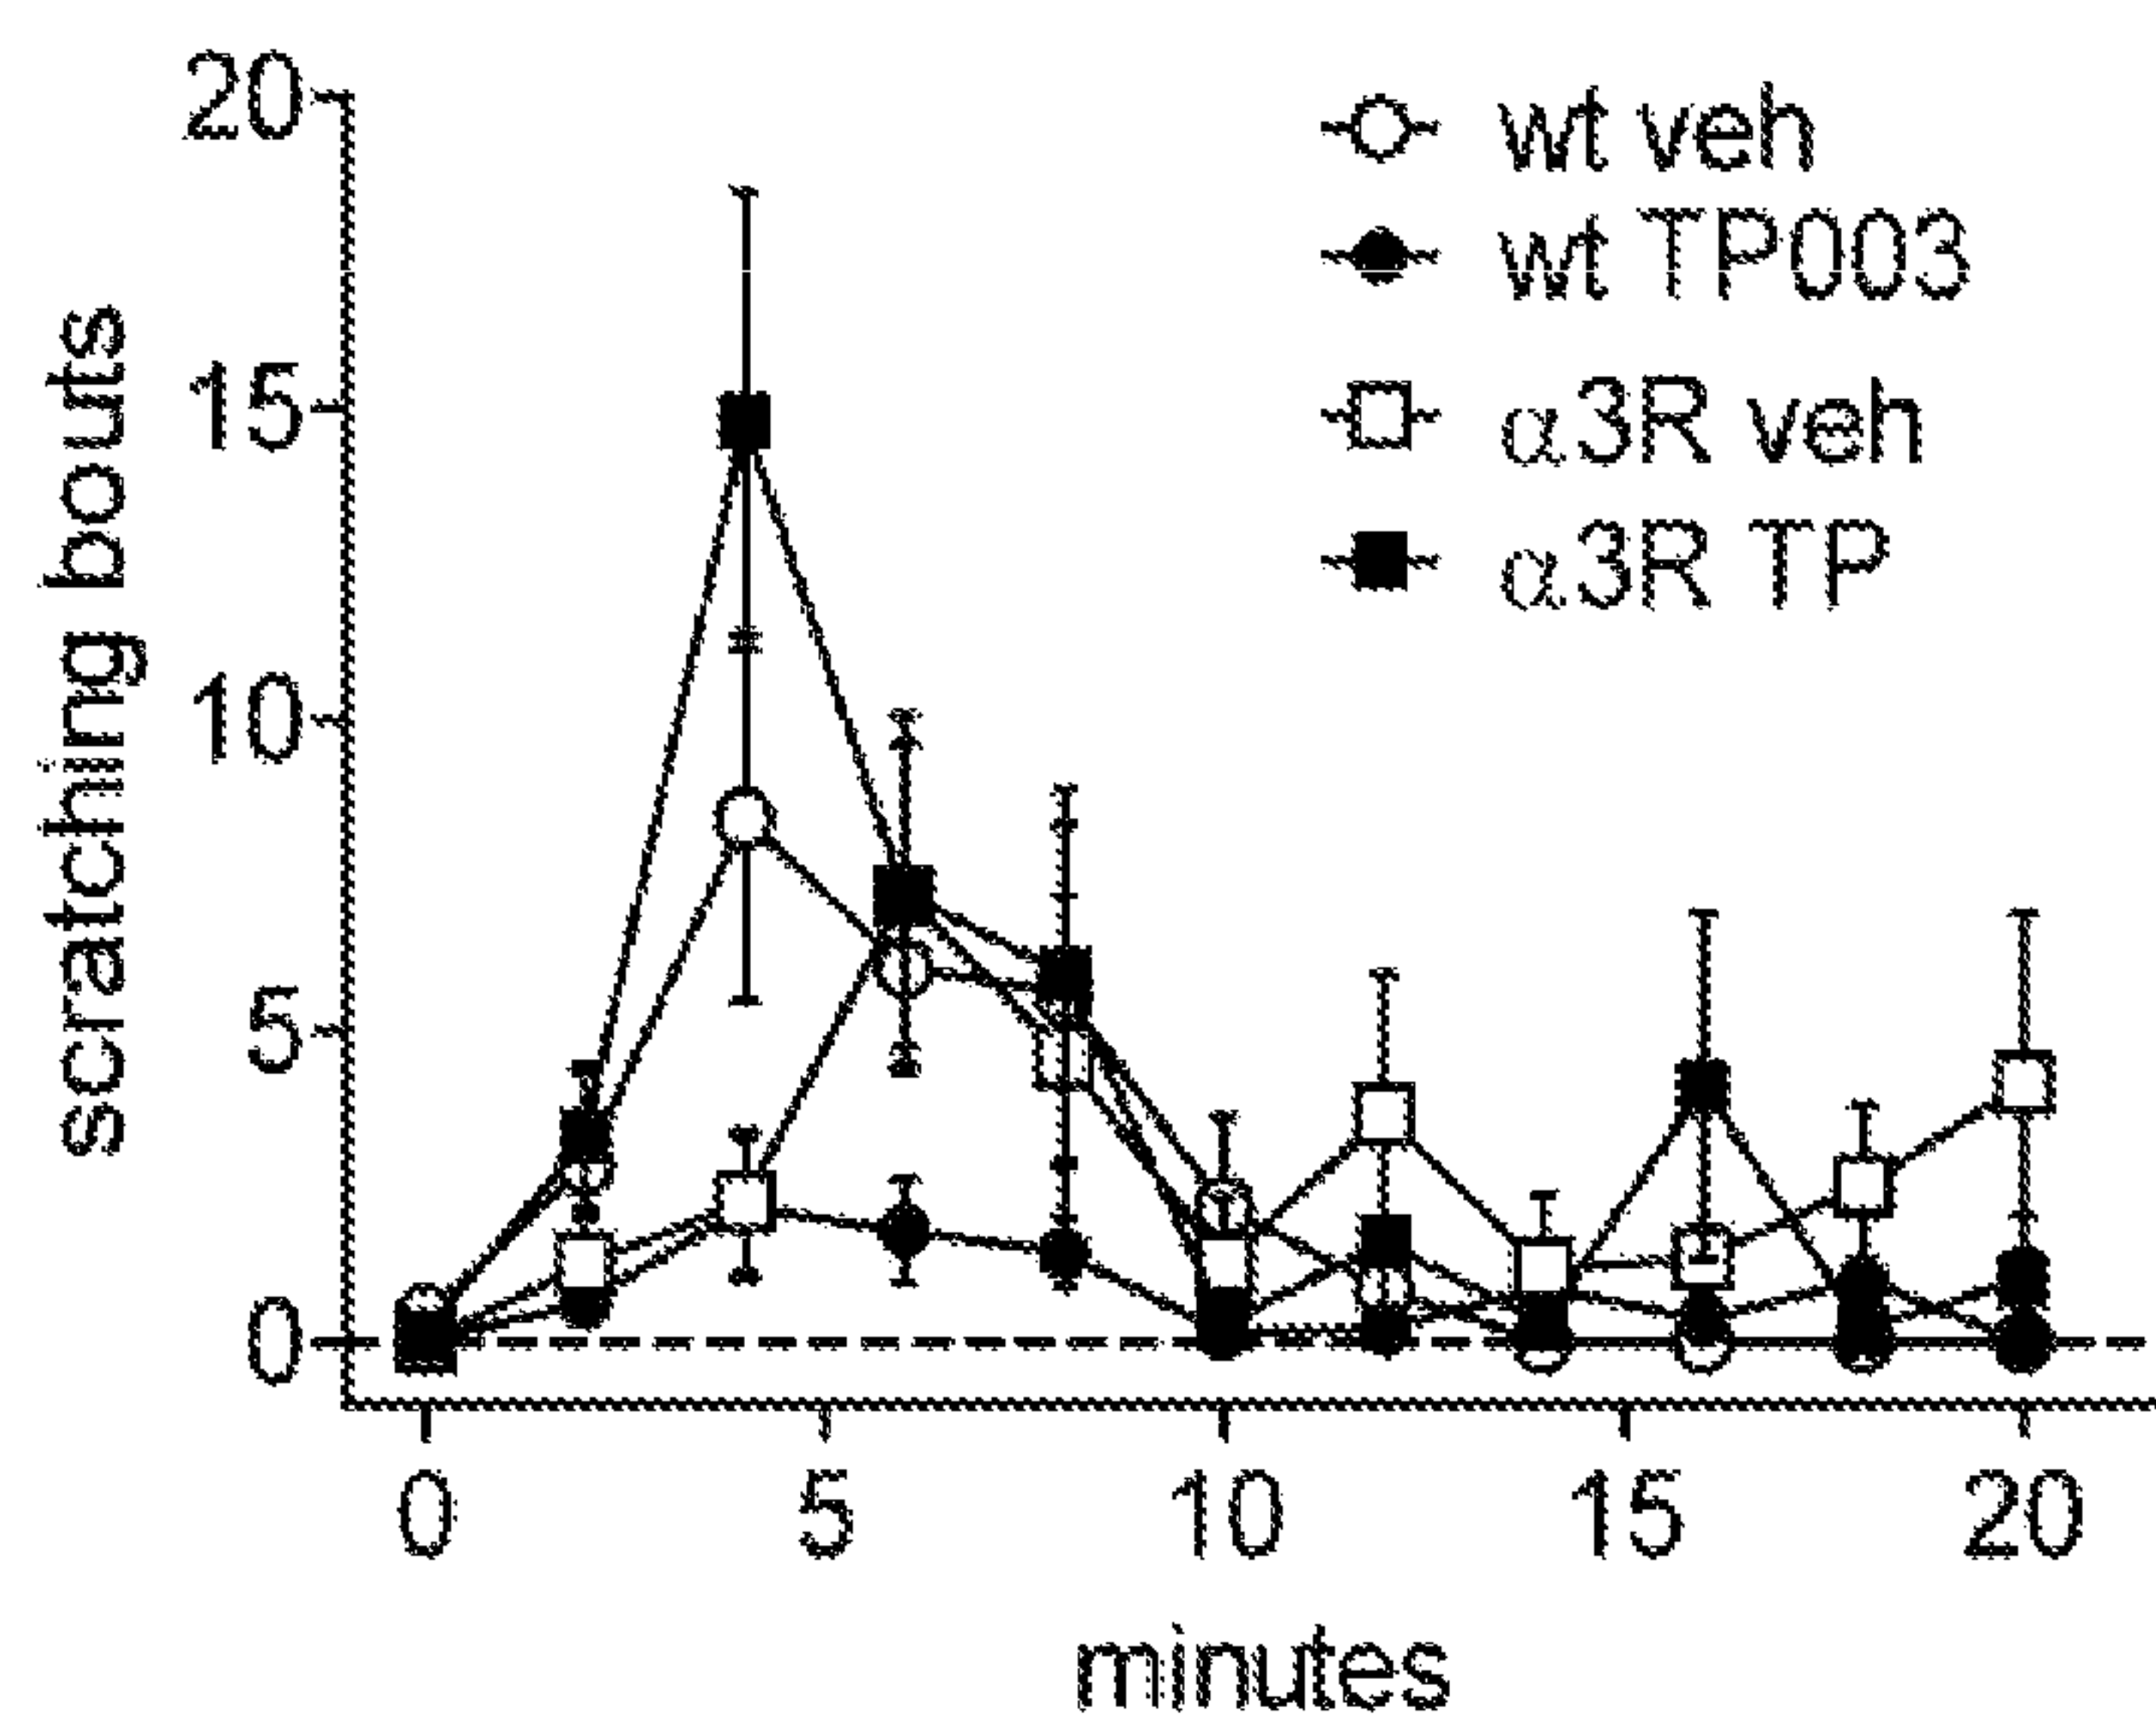 20
15
10
5
0
scratching bouts
wt veh
wt TP003
α3R veh
α3R TP
0 5 10 15 20
minutes